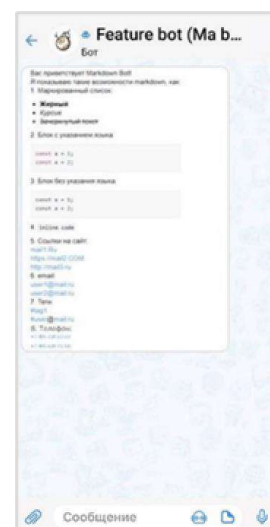 Feature bot (Ma b...
Бот
Вас приветствует Markdown Bot!
Я показываю такие возможности markdown, как:
1. Маркированный список:
• Жирный
• Курсив
• Зачеркнутый текст
2. Блок с указанием языка
const a = 1;
const a = 2;
3. Блок без указания языка
const a = 1;
const a = 2;
4. inline code
5. Ссылки на сайт:
mail1.Ru
https://mail2.COM
http://mail3.ru
6. email
user1@mail.ru
user2@mail.ru
7. Теги
#tag1
8. Телефоны:
Сообщение